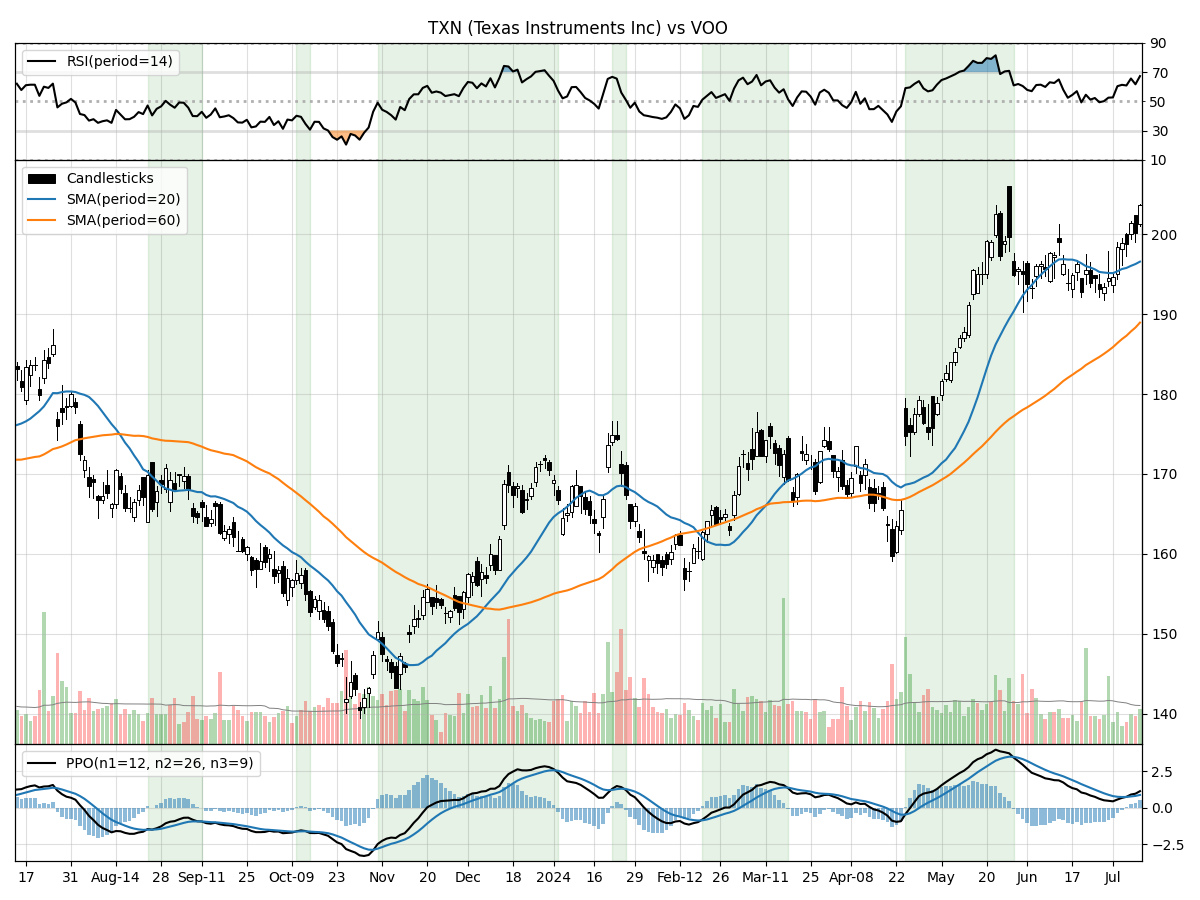 TXN (Texas Instruments Inc) vs VOO
RSI(period=14)
90
70
50
30
10
Candlesticks
SMA(period=20)
SMA(period=60)
200
190
180
170
160
150
140
PPO(n1=12, n2=26, n3=9)
2.5
0.0
−2.5
17 31 Aug-14 28 Sep-11 25 Oct-09 23 Nov 20 Dec 18 2024 16 29 Feb-12 26 Mar-11 25 Apr-08 22 May 20 Jun 17 Jul